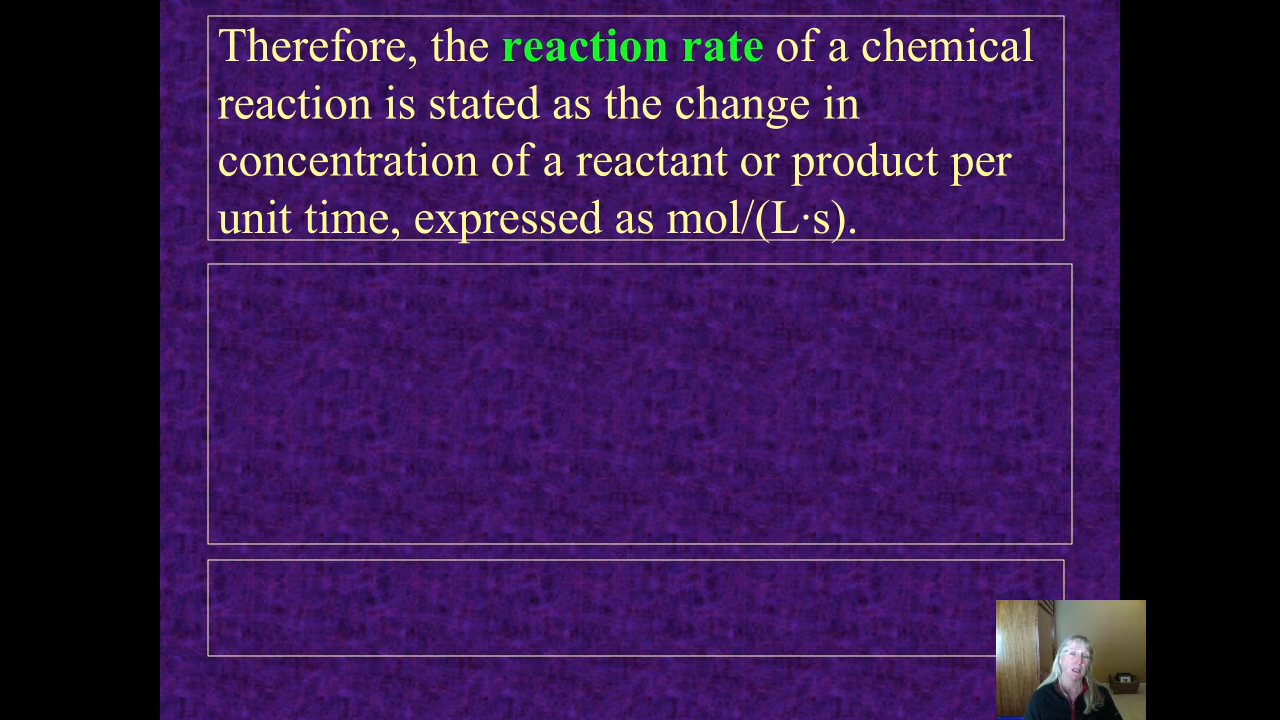 Therefore, the reaction rate of a chemical
reaction is stated as the change in
concentration of a reactant or product per
unit time, expressed as mol/(L·s).